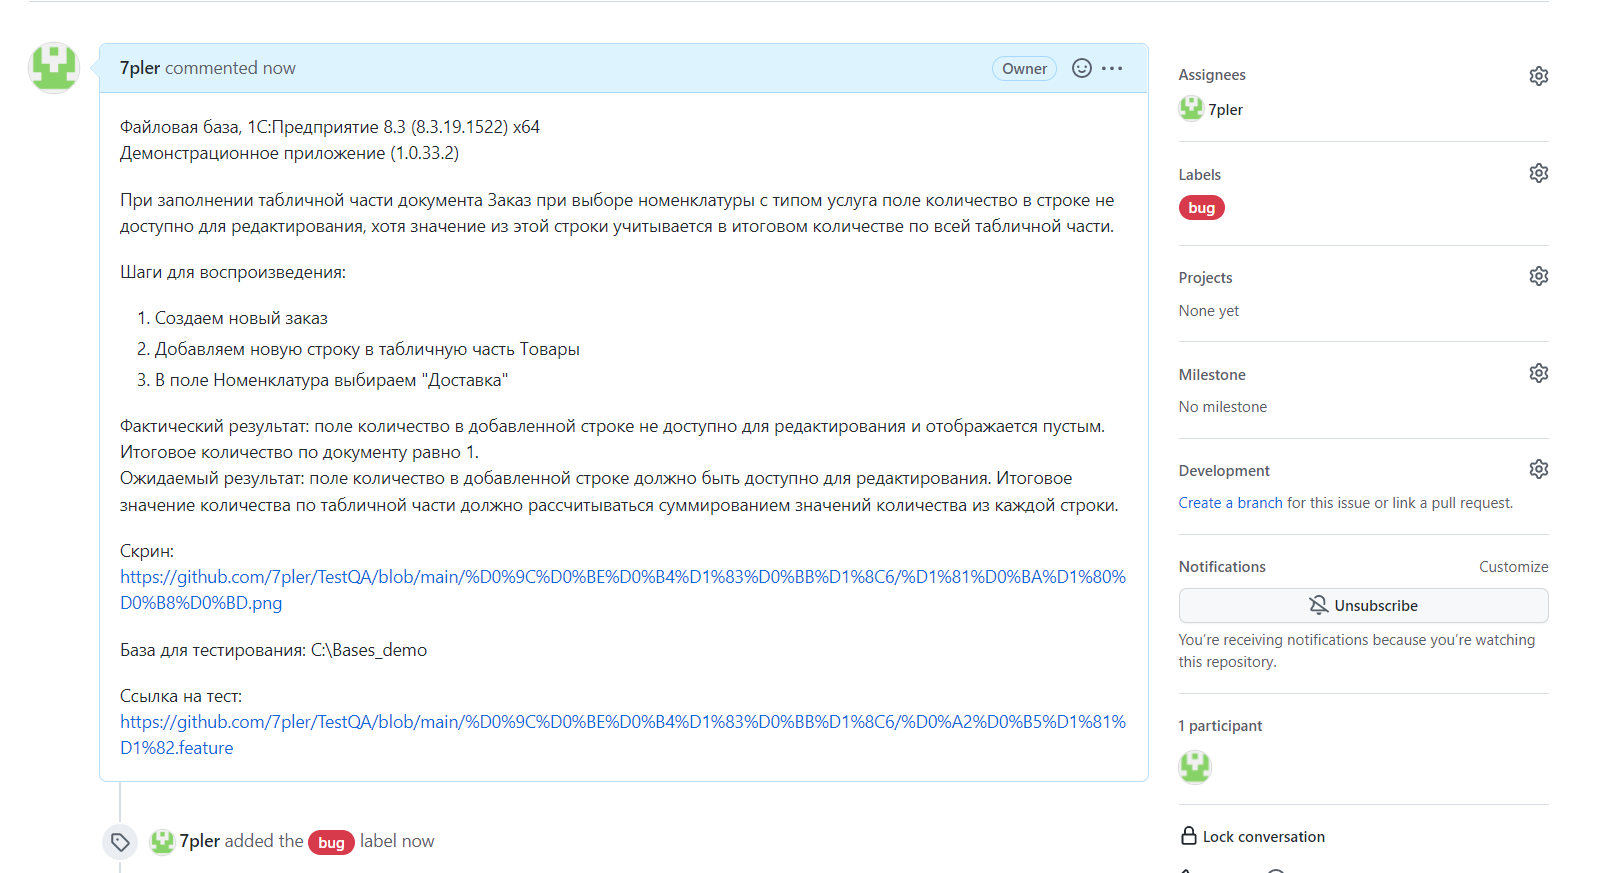 7pler commented now
Owner
Файловая база, 1С:Предприятие 8.3 (8.3.19.1522) x64
Демонстрационное приложение (1.0.33.2)
При заполнении табличной части документа Заказ при выборе номенклатуры с типом услуга поле количество в строке не
доступно для редактирования, хотя значение из этой строки учитывается в итоговом количестве по всей табличной части.
Шаги для воспроизведения:
1. Создаем новый заказ
2. Добавляем новую строку в табличную часть Товары
3. В поле Номенклатура выбираем "Доставка"
Фактический результат: поле количество в добавленной строке не доступно для редактирования и отображается пустым.
Итоговое количество по документу равно 1.
Ожидаемый результат: поле количество в добавленной строке должно быть доступно для редактирования. Итоговое
значение количества по табличной части должно рассчитываться суммированием значений количества из каждой строки.
Скрин:
https://github.com/7pler/TestQA/blob/main/%D0%9C%D0%BE%D0%B4%D1%83%D0%BB%D1%8C6/%D1%81%D0%BA%D1%80%
D0%B8%D0%BD.png
База для тестирования: C:\Bases_demo
Ссылка на тест:
https://github.com/7pler/TestQA/blob/main/%D0%9C%D0%BE%D0%B4%D1%83%D0%BB%D1%8C6/%D0%A2%D0%B5%D1%81%
D1%82.feature
7pler added the bug label now
Assignees
7pler
Labels
bug
Projects
None yet
Milestone
No milestone
Development
Create a branch for this issue or link a pull request.
Notifications
Customize
Unsubscribe
You're receiving notifications because you're watching
this repository.
1 participant
Lock conversation